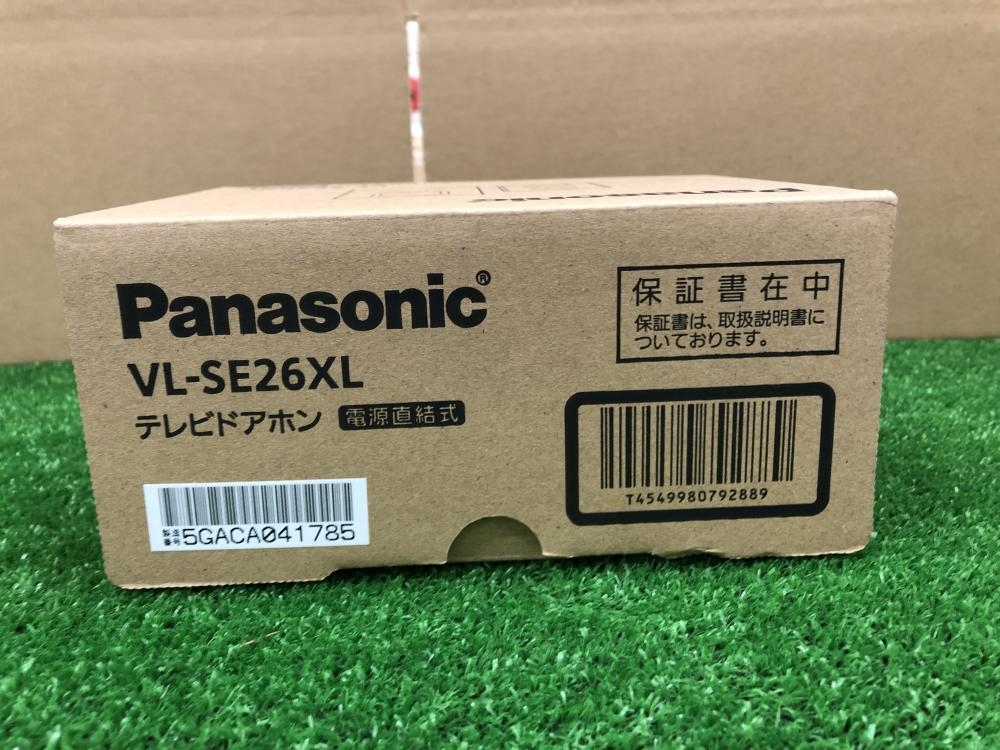 Panasonic
Panasonic®
VL-SE26XL
テレビドアホン 電源直結式
製造番号 5GACA041785
保証書在中
保証書は、取扱説明書に
ついております。
T4549980792889